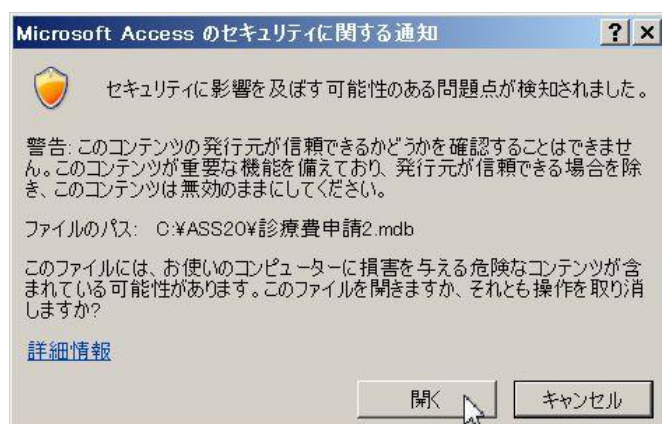 Microsoft Access のセキュリティに関する通知
セキュリティに影響を及ぼす可能性のある問題点が検知されました。
警告: このコンテンツの発行元が信頼できるかどうかを確認することはできませ
ん。このコンテンツが重要な機能を備えており、発行元が信頼できる場合を除
き、このコンテンツは無効のままにしてください。
ファイルのパス: C:¥ASS20¥診療費申請2.mdb
このファイルには、お使いのコンピューターに損害を与える危険なコンテンツが含
まれている可能性があります。このファイルを開きますか、それとも操作を取り消
しますか?
詳細情報
開く キャンセル